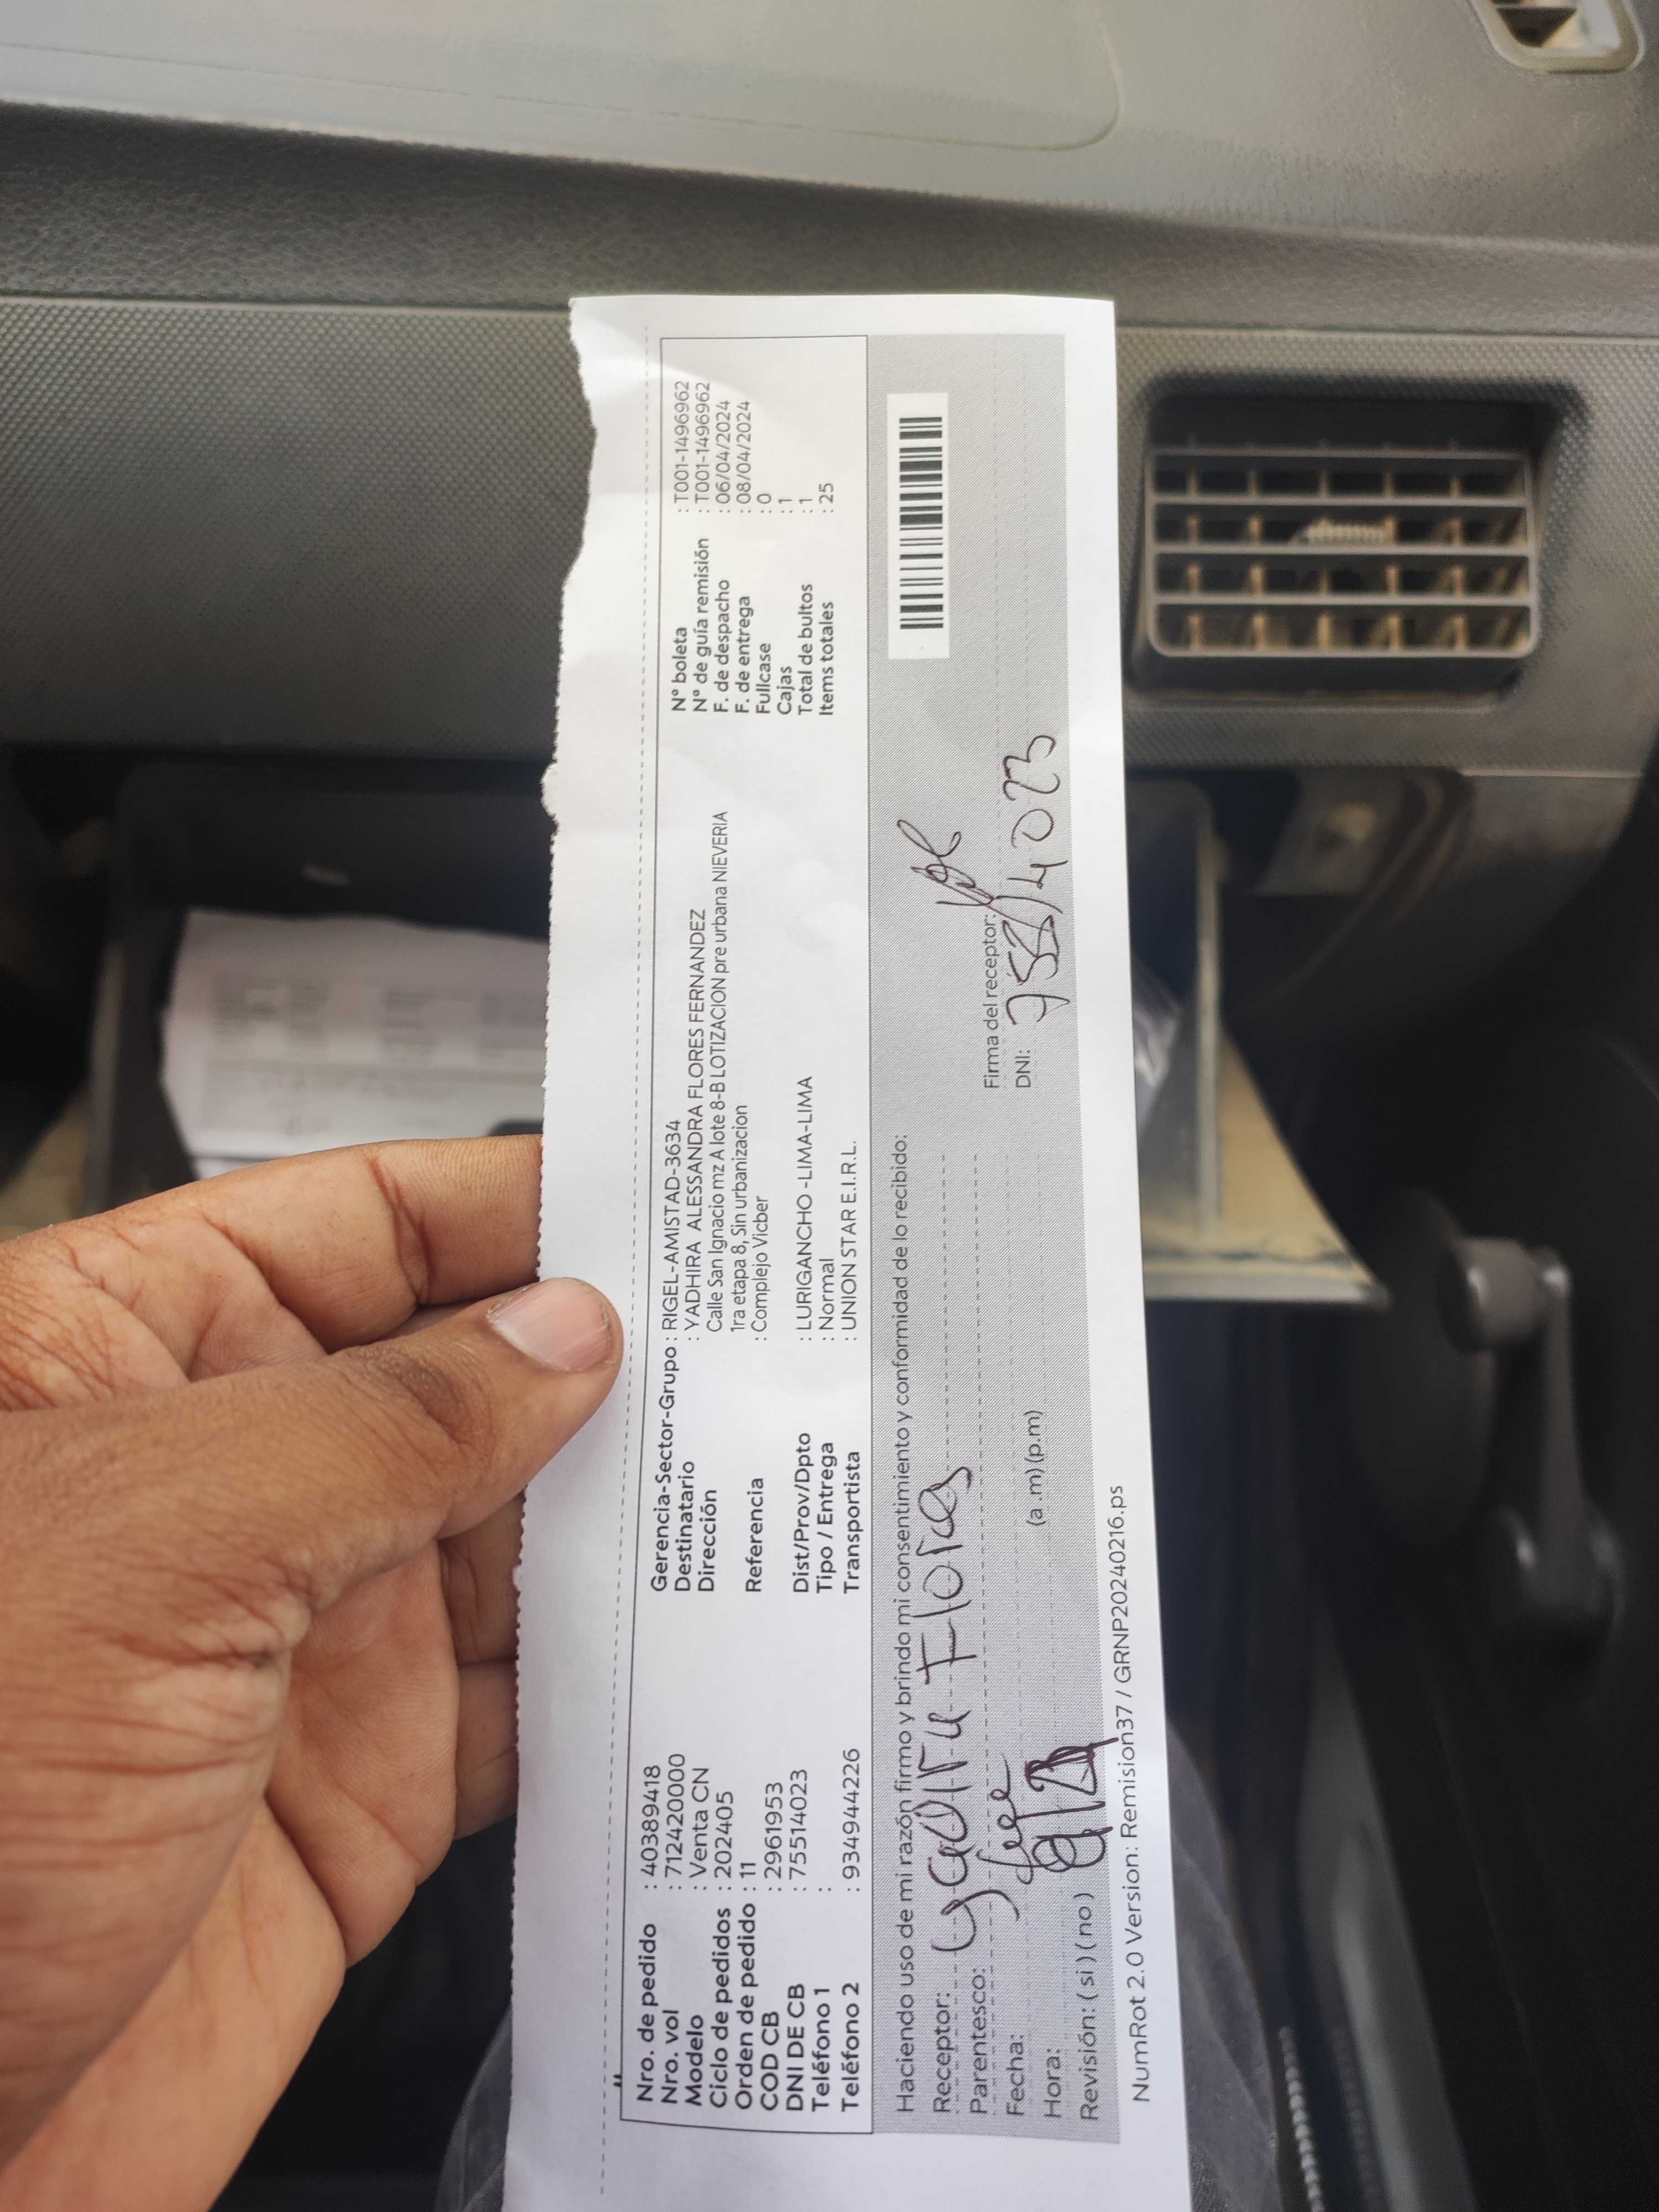 Nro. de pedido : 40389418
Nro. vol : 712420000
Modelo : Venta CN
Ciclo de pedidos : 202405
Orden de pedido : 11
COD CB : 2961953
DNI DE CB : 75514023
Teléfono 1 :
Teléfono 2 : 934944226
Gerencia-Sector-Grupo : RIGEL-AMISTAD-3634
Destinatario : YADHIRA ALESSANDRA FLORES FERNANDEZ
Dirección Calle San Ignacio mz A lote 8-B LOTIZACION pre urbana NIEVERIA
1ra etapa 8, Sin urbanizacion
Referencia : Complejo Vicber
Dist/Prov/Dpto : LURIGANCHO -LIMA-LIMA
Tipo / Entrega : Normal
Transportista : UNION STAR E.I.R.L.
N° boleta : T001-1496962
N° de guía remisión : T001-1496962
F. de despacho : 06/04/2024
F. de entrega : 08/04/2024
Fullcase : 0
Cajas : 1
Total de bultos : 1
Items totales : 25
Haciendo uso de mi razón firmo y brindo mi consentimiento y conformidad de lo recibido:
Receptor: Flores
Parentesco:
Fecha:
Hora: (a.m) (p.m)
Revisión: ( si ) ( no )
Firma del receptor:
DNI: 75514023
NumRot 2.0 Version: Remision37 / GRNP20240216.ps